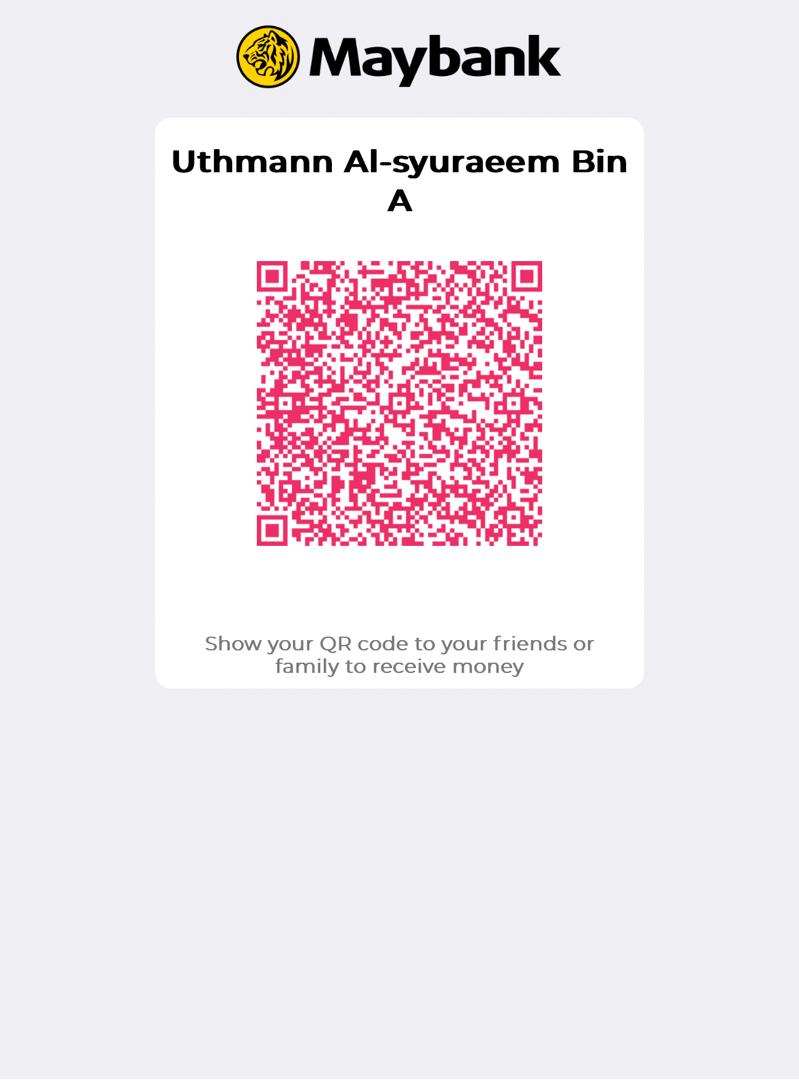 Maybank
Uthmann Al-syuraeem Bin
A
Show your QR code to your friends or
family to receive money